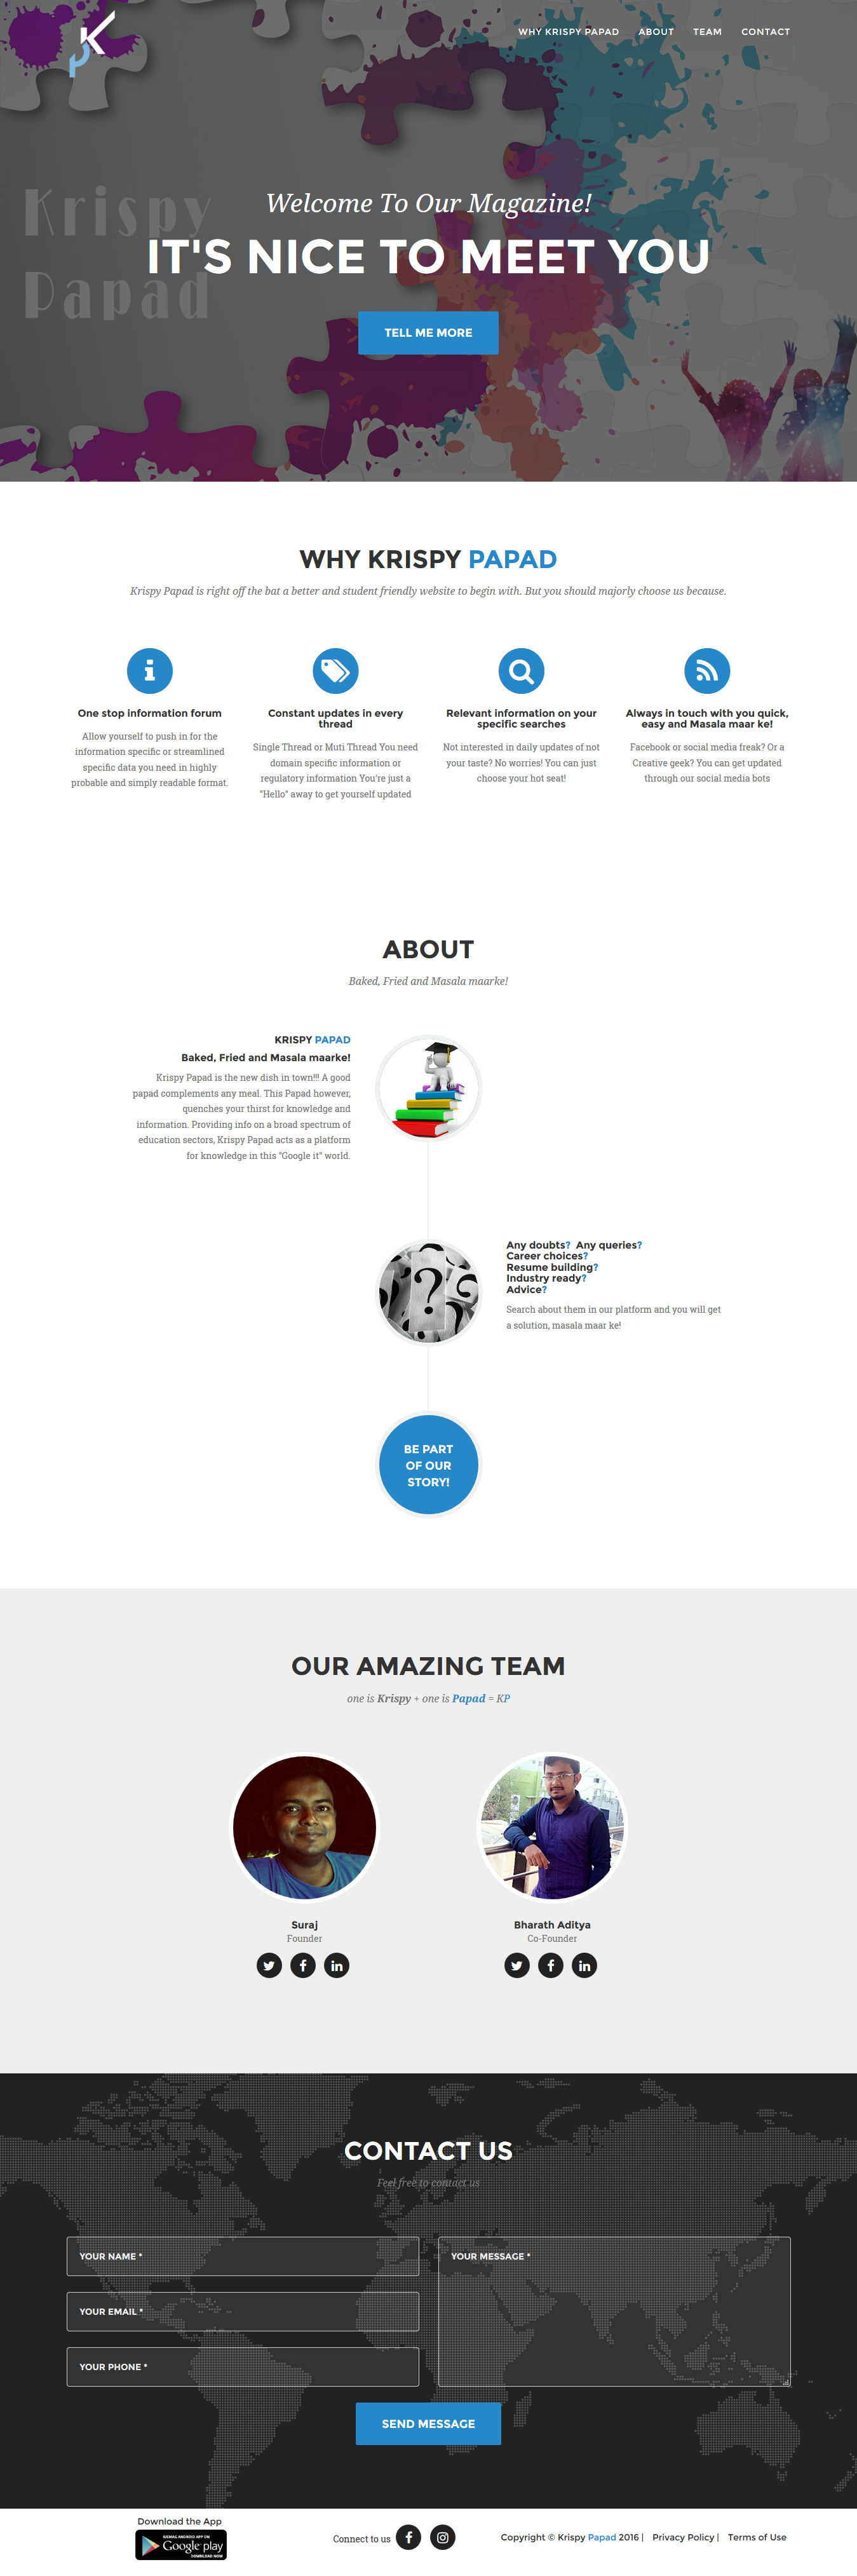 WHY KRISPY PAPAD ABOUT TEAM CONTACT
Krispy
Papad
Welcome To Our Magazine!
IT'S NICE TO MEET YOU
TELL ME MORE
WHY KRISPY PAPAD
Krispy Papad is right off the bat a better and student friendly website to begin with. But you should majorly choose us because.
One stop information forum
Allow yourself to push in for the
information specific or streamlined
specific data you need in highly
probable and simply readable format.
Constant updates in every
thread
Single Thread or Muti Thread You need
domain specific information or
regulatory information You're just a
"Hello" away to get yourself updated
Relevant information on your
specific searches
Not interested in daily updates of not
your taste? No worries! You can just
choose your hot seat!
Always in touch with you quick,
easy and Masala maar ke!
Facebook or social media freak? Or a
Creative geek? You can get updated
through our social media bots
ABOUT
Baked, Fried and Masala maarke!
KRISPY PAPAD
Baked, Fried and Masala maarke!
Krispy Papad is the new dish in town!!! A good
papad complements any meal. This Papad however,
quenches your thirst for knowledge and
information. Providing info on a broad spectrum of
education sectors, Krispy Papad acts as a platform
for knowledge in this "Google it" world.
Any doubts? Any queries?
Career choices?
Resume building?
Industry ready?
Advice?
Search about them in our platform and you will get
a solution, masala maar ke!
BE PART
OF OUR
STORY!
OUR AMAZING TEAM
one is Krispy + one is Papad = KP
Suraj
Founder
Bharath Aditya
Co-Founder
CONTACT US
Feel free to contact us
YOUR NAME *
YOUR EMAIL *
YOUR PHONE *
YOUR MESSAGE *
SEND MESSAGE
Download the App
Google play
DOWNLOAD NOW
Connect to us
Copyright © Krispy Papad 2016 | Privacy Policy | Terms of Use